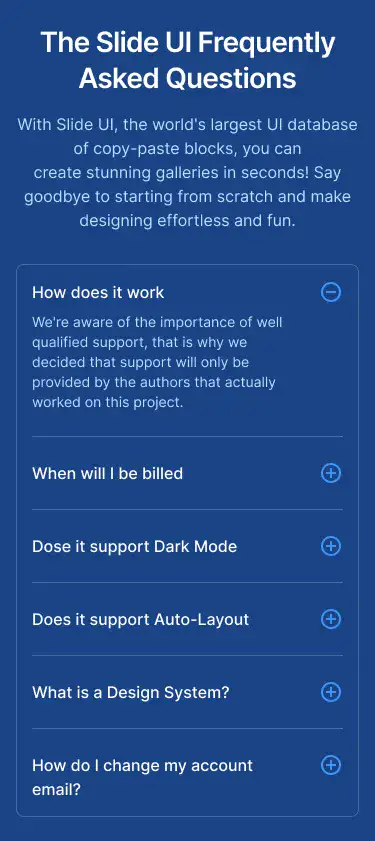 The Slide UI Frequently
Asked Questions
With Slide UI, the world's largest UI database
of copy-paste blocks, you can
create stunning galleries in seconds! Say
goodbye to starting from scratch and make
designing effortless and fun.
How does it work
We're aware of the importance of well
qualified support, that is why we
decided that support will only be
provided by the authors that actually
worked on this project.
When will I be billed
Dose it support Dark Mode
Does it support Auto-Layout
What is a Design System?
How do I change my account
email?